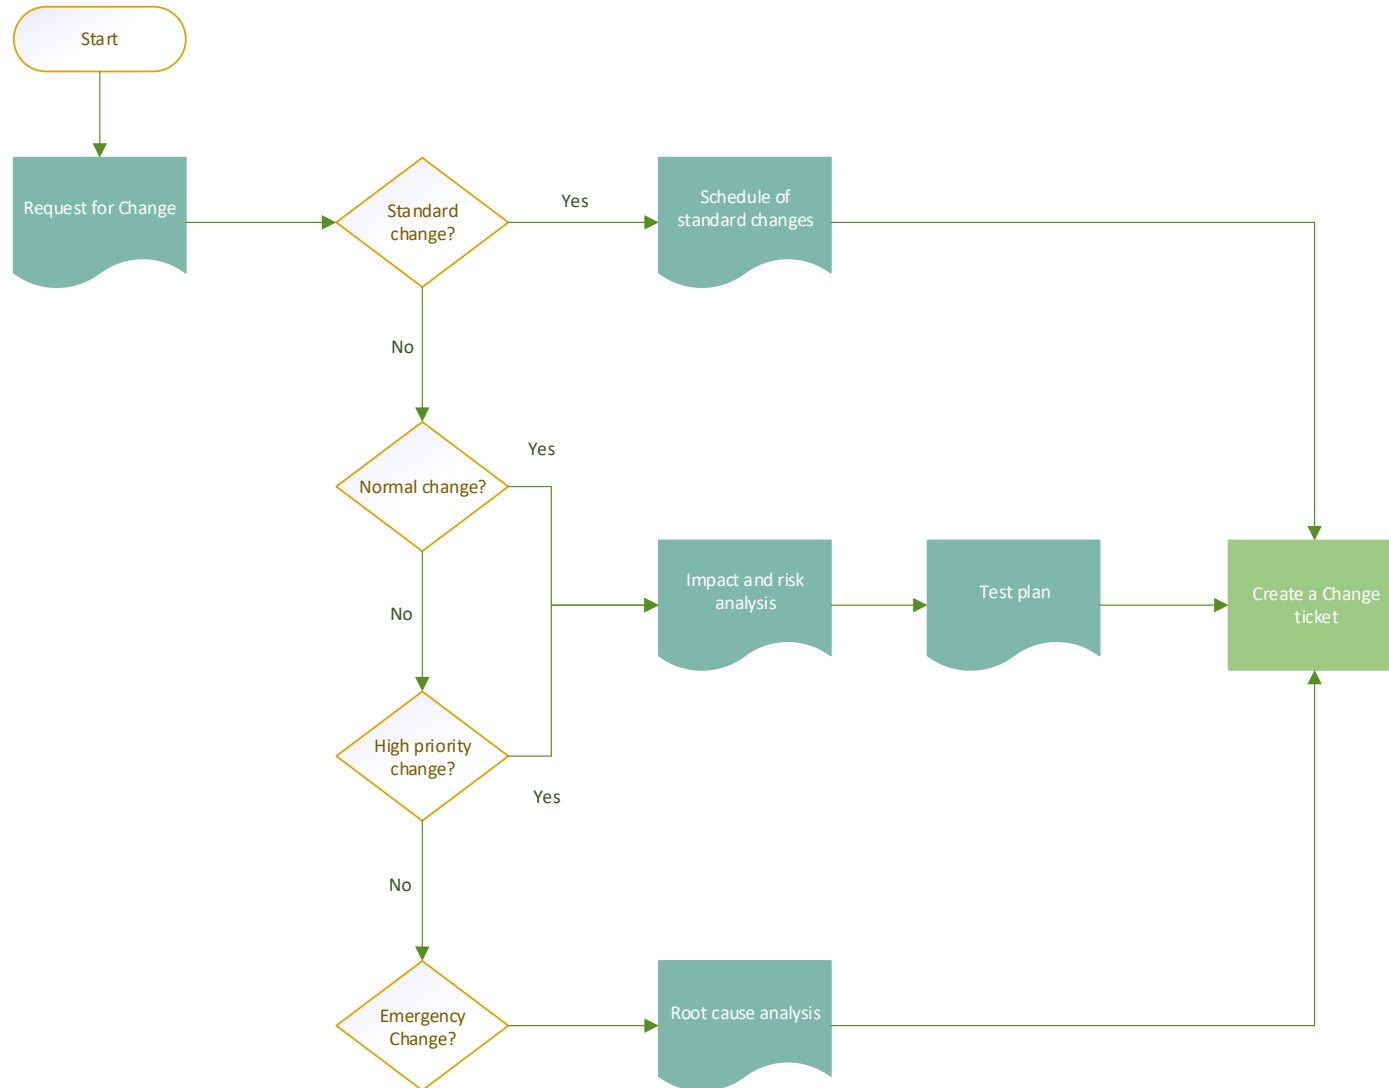 Start
Request for Change
Standard
change?
Yes
Schedule of
standard changes
No
Normal change?
Yes
No
Impact and risk
analysis
Test plan
Create a Change
ticket
High priority
change?
Yes
No
Emergency
Change?
Root cause analysis